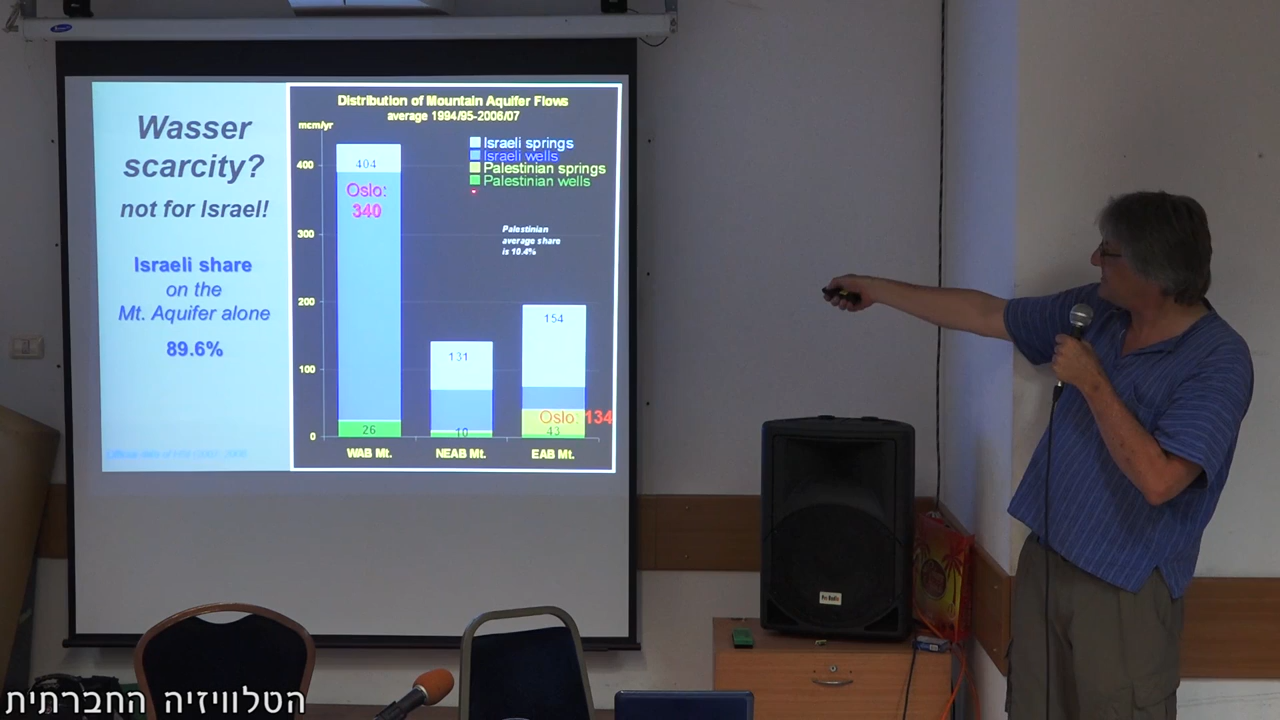 Wasser
scarcity?
not for Israel!
Israeli share
on the
Mt. Aquifer alone
89.6%
Distribution of Mountain Aquifer Flows
average 1994/95-2006/07
mcm/yr
Israeli springs
Israeli wells
Palestinian springs
Palestinian wells
Palestinian
average share
is 10.4%
400
300
200
100
0
404
Oslo:
340
26
131
10
154
Oslo: 134
43
WAB Mt.
NEAB Mt.
EAB Mt.
Pro Audio
הטלוויזיה החברתית